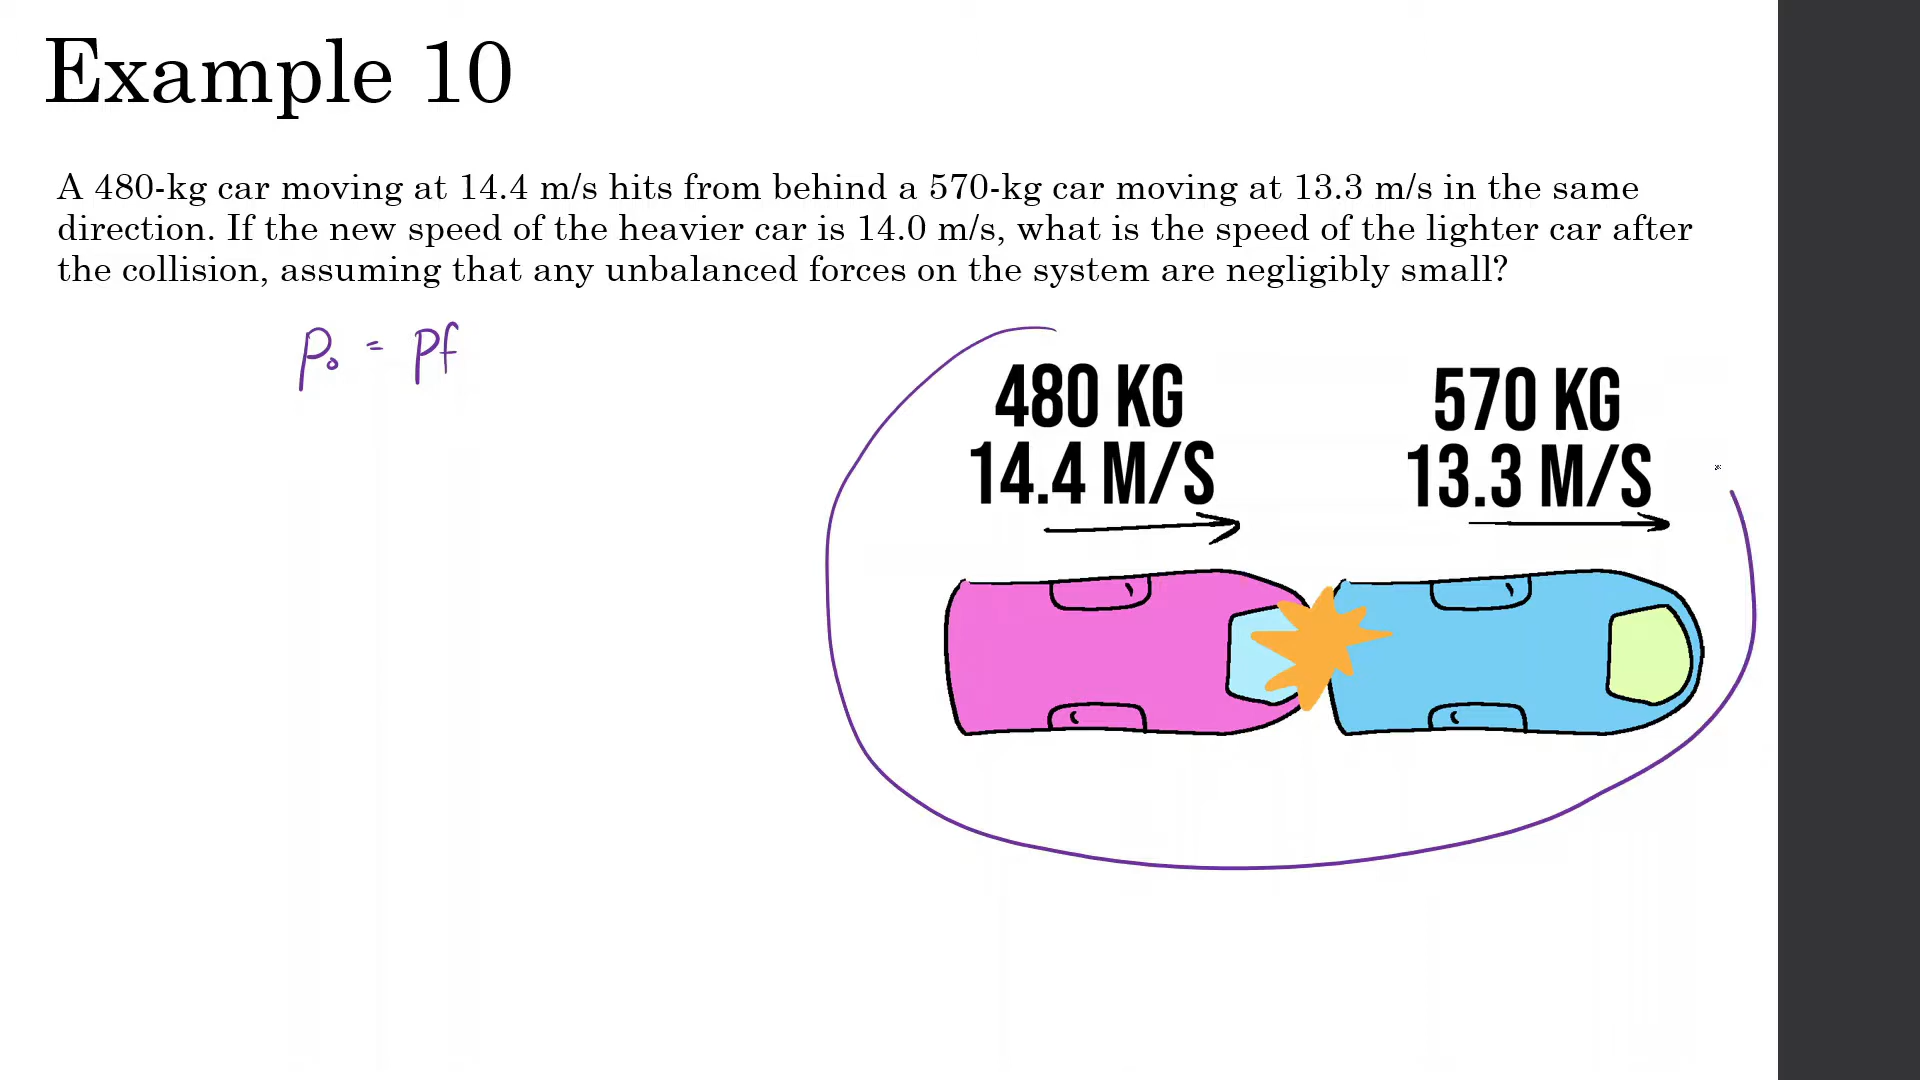 Example 10
A 480-kg car moving at 14.4 m/s hits from behind a 570-kg car moving at 13.3 m/s in the same
direction. If the new speed of the heavier car is 14.0 m/s, what is the speed of the lighter car after
the collision, assuming that any unbalanced forces on the system are negligibly small?
p₀ = pf
480 KG
14.4 M/S
570 KG
13.3 M/S